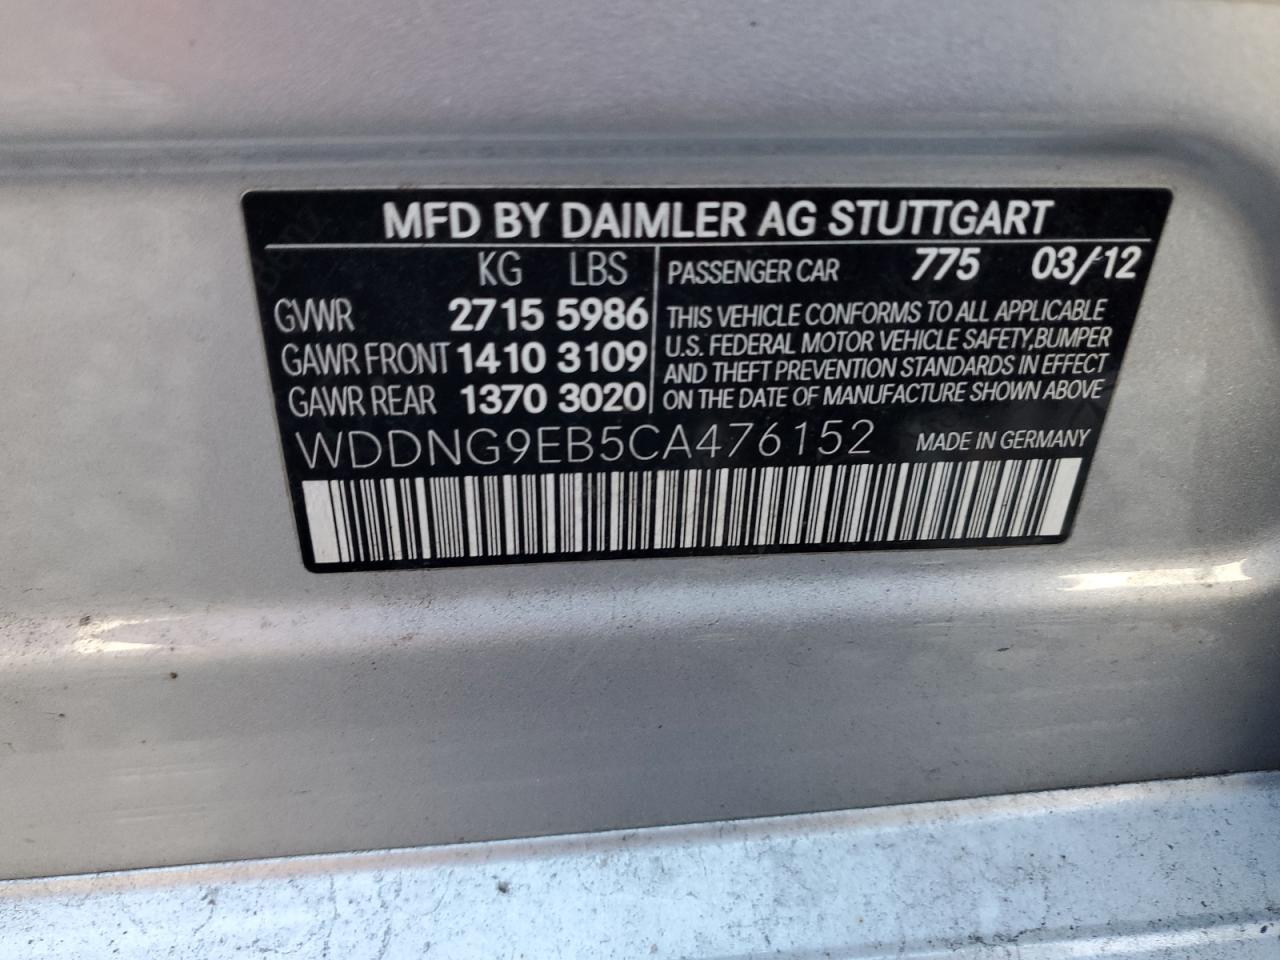 MFD BY DAIMLER AG STUTTGART
KG LBS
GVWR 2715 5986
GAWR FRONT 1410 3109
GAWR REAR 1370 3020
PASSENGER CAR 775 03/12
THIS VEHICLE CONFORMS TO ALL APPLICABLE
U.S. FEDERAL MOTOR VEHICLE SAFETY,BUMPER
AND THEFT PREVENTION STANDARDS IN EFFECT
ON THE DATE OF MANUFACTURE SHOWN ABOVE
WDDNG9EB5CA476152 MADE IN GERMANY